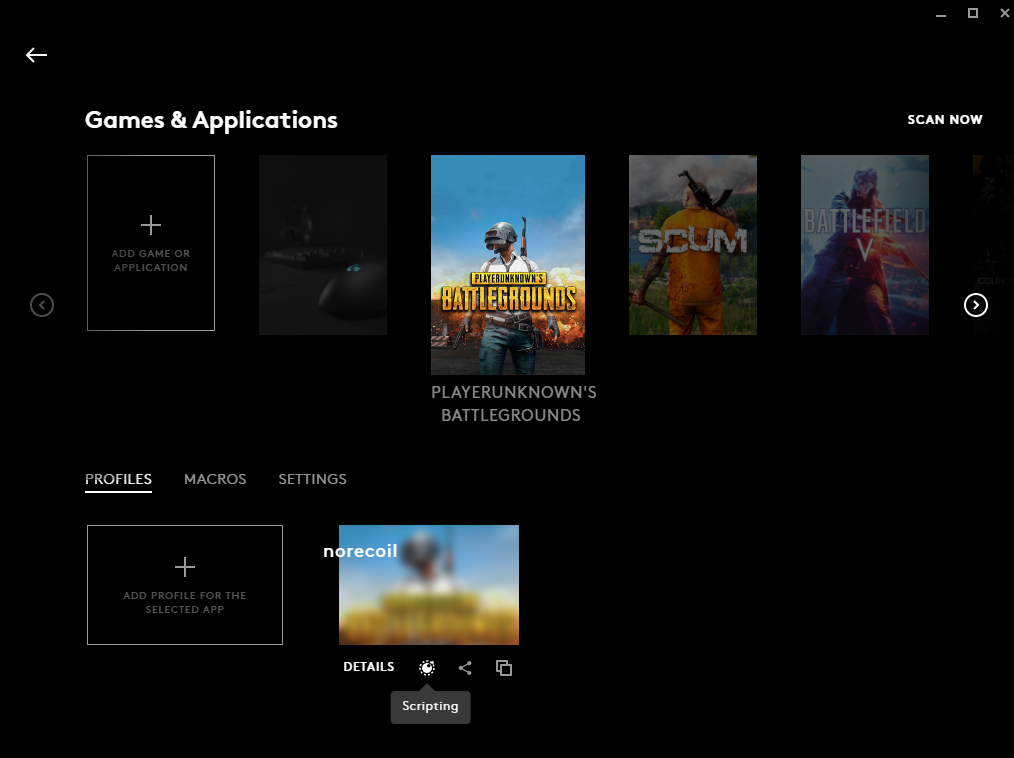 Games & Applications
SCAN NOW
ADD GAME OR
APPLICATION
PLAYERUNKNOWN'S
BATTLEGROUNDS
SCUM
BATTLEFIELD
V
COUN
PLAYERUNKNOWN'S
BATTLEGROUNDS
PROFILES MACROS SETTINGS
ADD PROFILE FOR THE
SELECTED APP
norecoil
DETAILS
Scripting